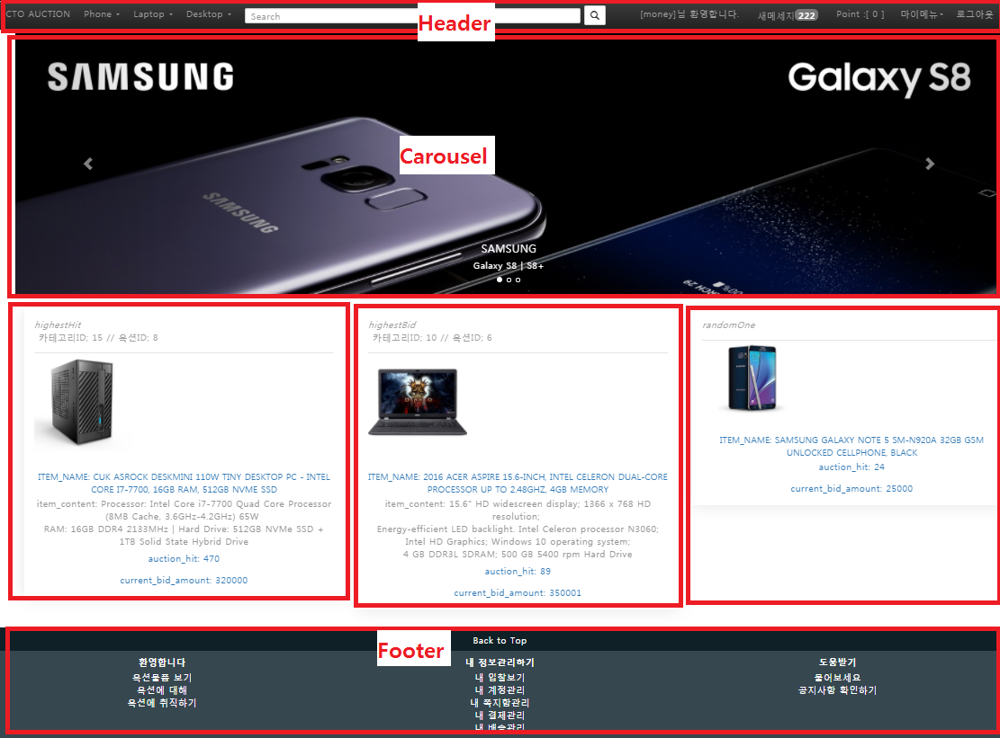 CTO AUCTION Phone Laptop Desktop Search [money]님 환영합니다. 새메세지 222 Point :[ 0 ] 마이메뉴 로그아웃
Header
SAMSUNG Galaxy S8
Carousel
SAMSUNG
SAMSUNG
Galaxy S8 | S8+
highestHit
카테고리ID; 15 // 옥션ID; 8
ITEM_NAME: CUK ASROCK DESKMINI 110W TINY DESKTOP PC - INTEL
CORE I7-7700, 16GB RAM, 512GB NVME SSD
item_content: Processor: Intel Core i7-7700 Quad Core Processor
(8MB Cache, 3.6GHz-4.2GHz) 65W
RAM: 16GB DDR4 2133MHz | Hard Drive: 512GB NVMe SSD +
1TB Solid State Hybrid Drive
auction_hit: 470
current_bid_amount: 320000
highestBid
카테고리ID; 10 // 옥션ID; 6
DIABLO
ITEM_NAME: 2016 ACER ASPIRE 15.6-INCH, INTEL CELERON DUAL-CORE
PROCESSOR UP TO 2.48GHZ, 4GB MEMORY
item_content: 15.6" HD widescreen display; 1366 x 768 HD
resolution;
Energy-efficient LED backlight. Intel Celeron processor N3060;
Intel HD Graphics; Windows 10 operating system;
4 GB DDR3L SDRAM; 500 GB 5400 rpm Hard Drive
auction_hit: 89
current_bid_amount: 350001
randomOne
ITEM_NAME: SAMSUNG GALAXY NOTE 5 SM-N920A 32GB GSM
UNLOCKED CELLPHONE, BLACK
auction_hit: 24
current_bid_amount: 25000
Back to Top
Footer
환영합니다
옥션물품 보기
옥션에 대해
옥션에 취직하기
내 정보관리하기
내 입찰보기
내 계정관리
내 쪽지함관리
내 결제관리
내 배송관리
도움받기
물어보세요
공지사항 확인하기